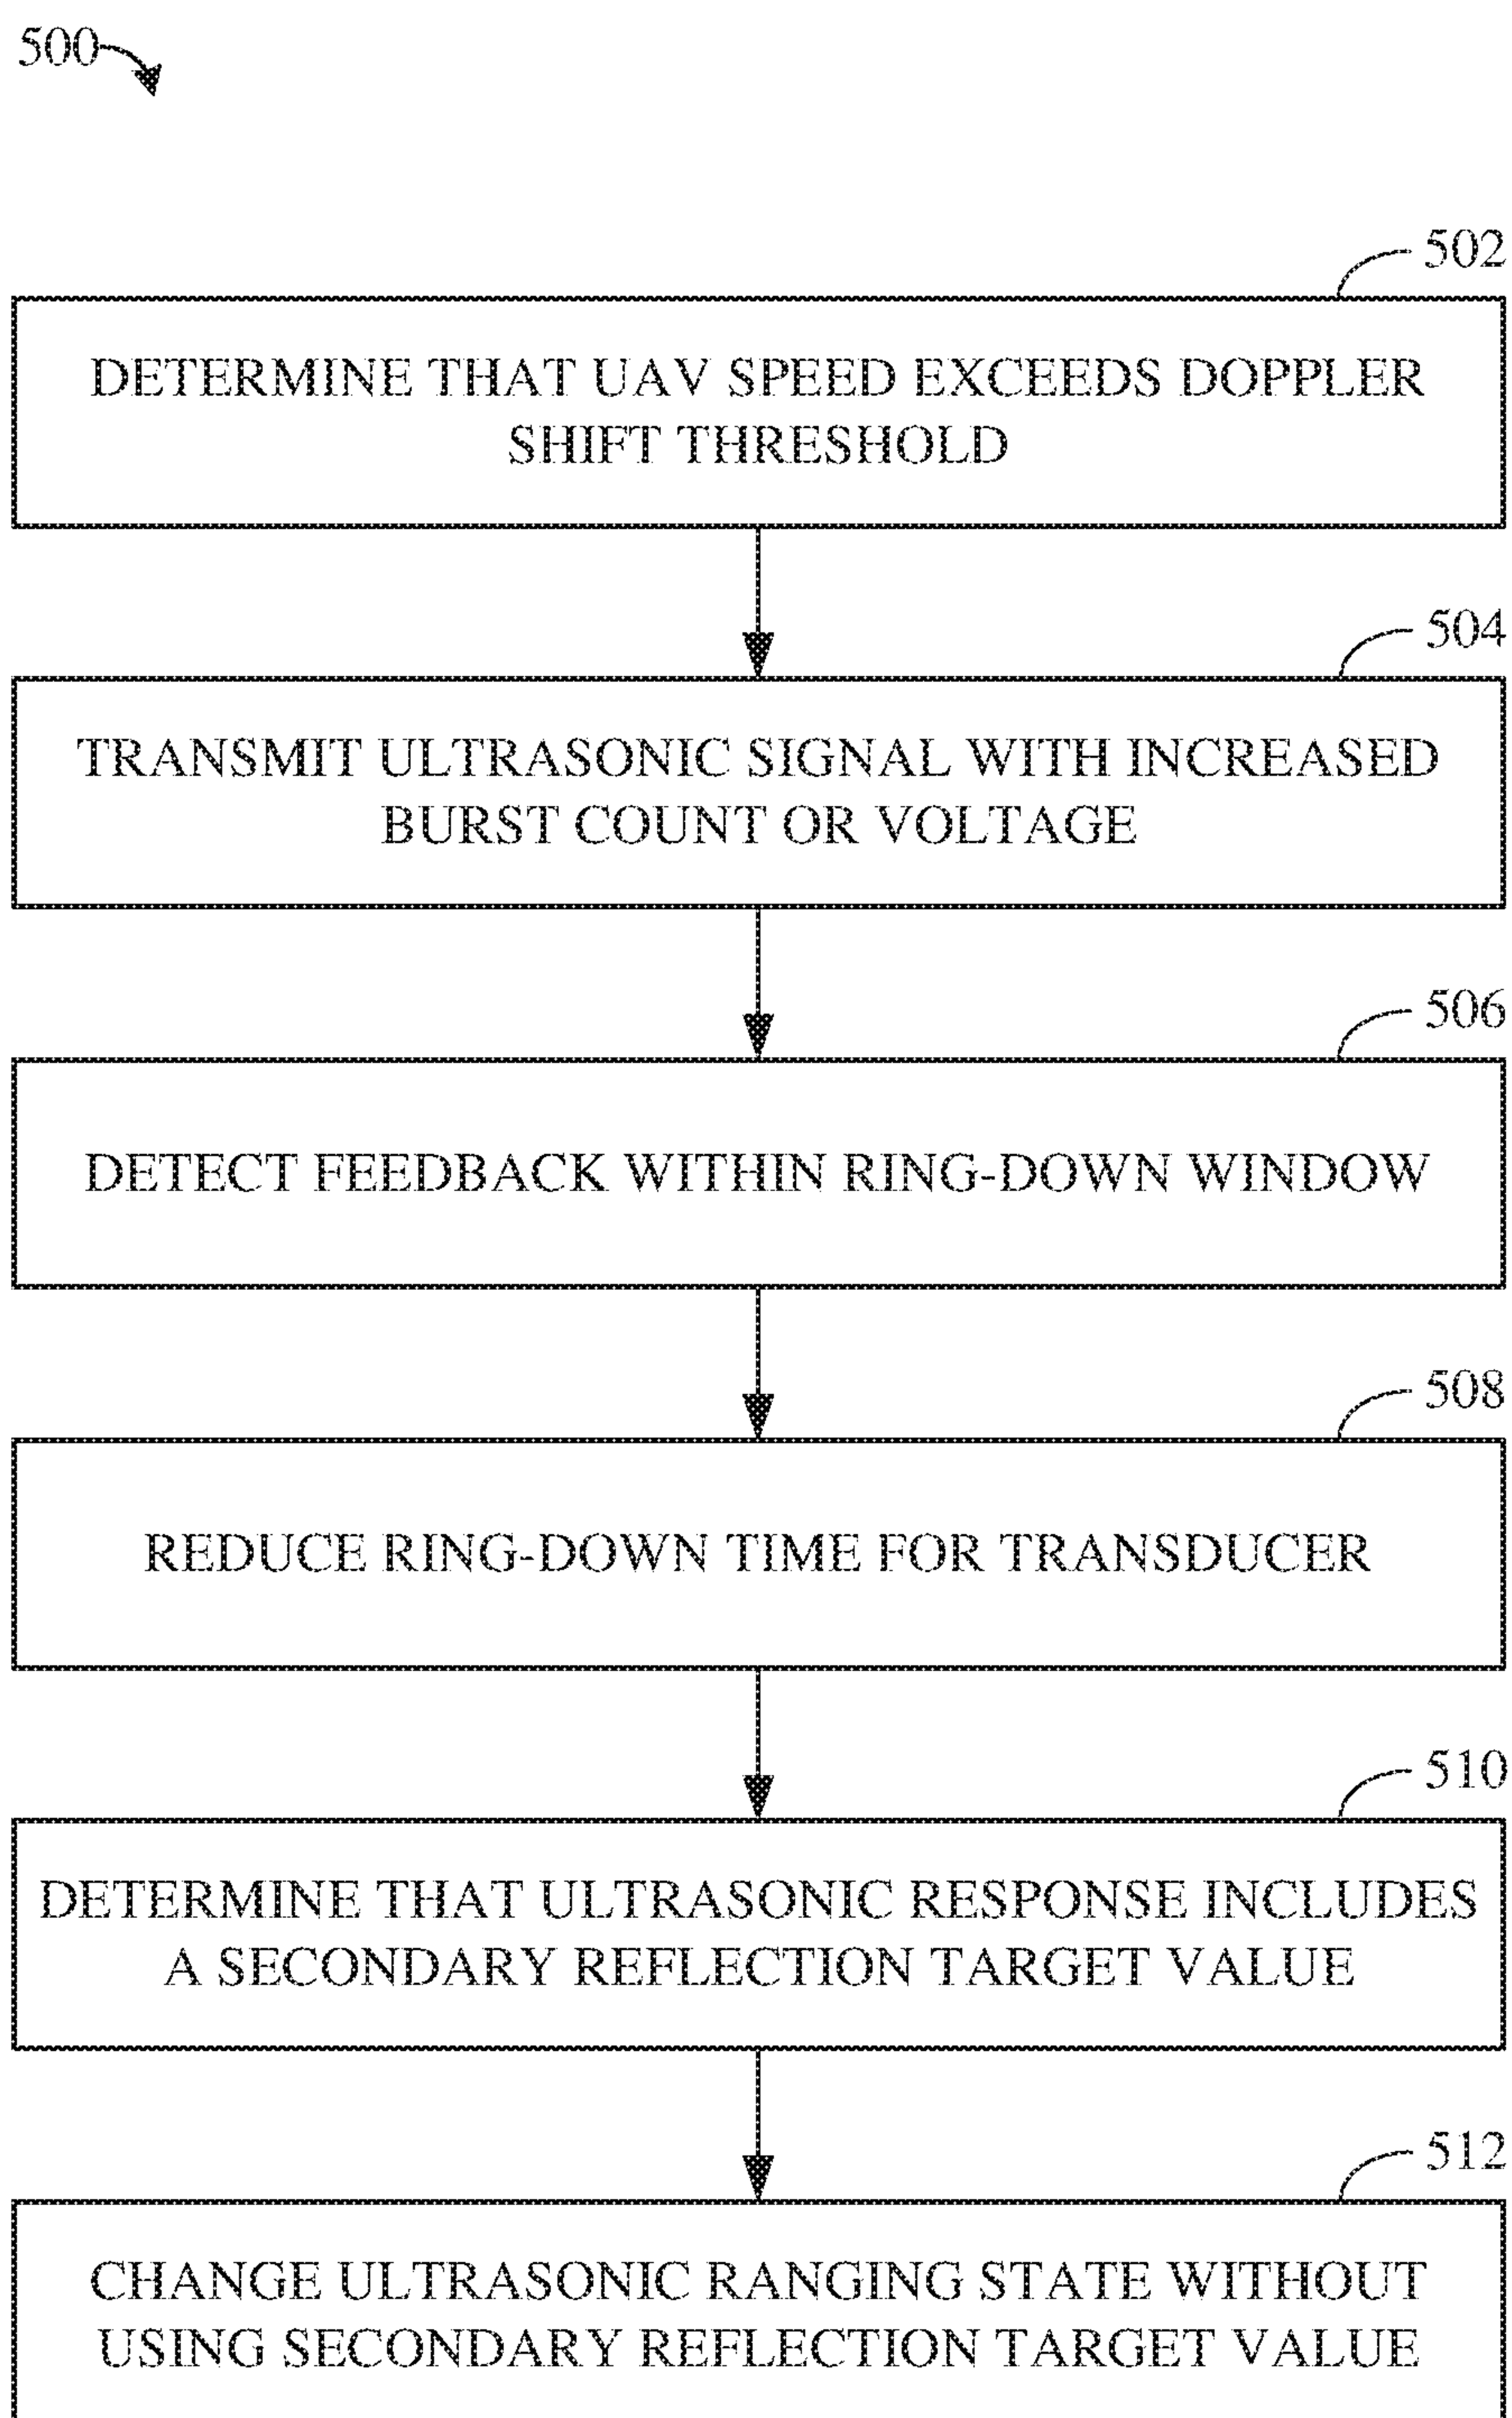 500
502
DETERMINE THAT UAV SPEED EXCEEDS DOPPLER
SHIFT THRESHOLD
504
TRANSMIT ULTRASONIC SIGNAL WITH INCREASED
BURST COUNT OR VOLTAGE
506
DETECT FEEDBACK WITHIN RING-DOWN WINDOW
508
REDUCE RING-DOWN TIME FOR TRANSDUCER
510
DETERMINE THAT ULTRASONIC RESPONSE INCLUDES
A SECONDARY REFLECTION TARGET VALUE
512
CHANGE ULTRASONIC RANGING STATE WITHOUT
USING SECONDARY REFLECTION TARGET VALUE